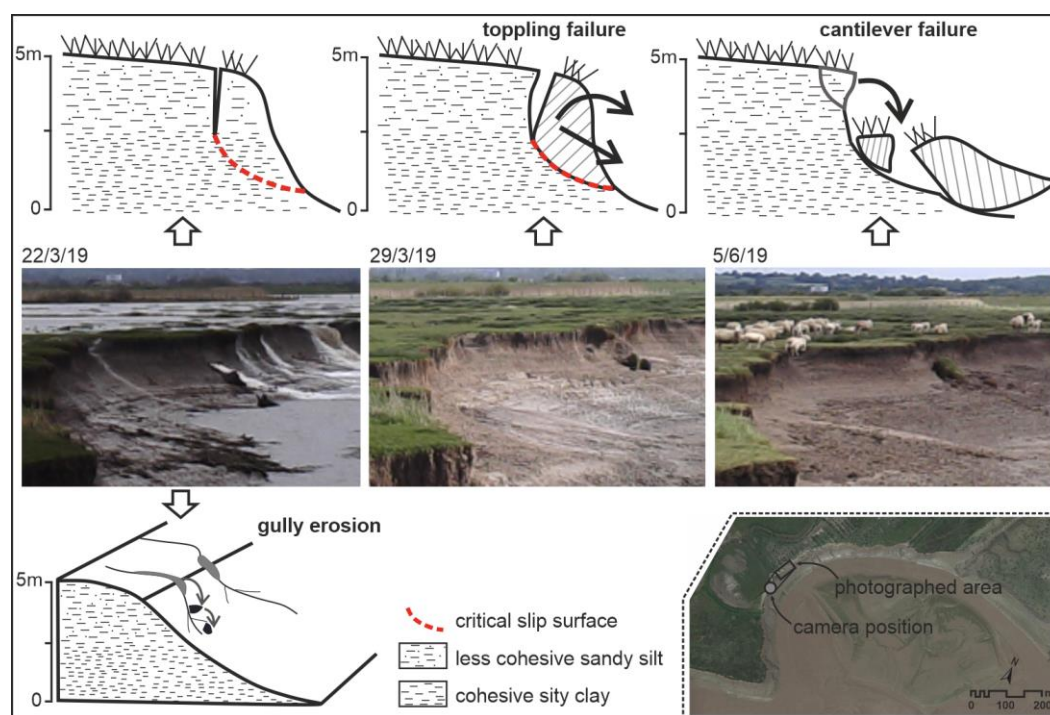 toppling failure
cantilever failure
5m
0
5m
0
5m
0
22/3/19
29/3/19
5/6/19
gully erosion
5m
0
critical slip surface
less cohesive sandy silt
cohesive sity clay
photographed area
camera position
N
0 100 200 m